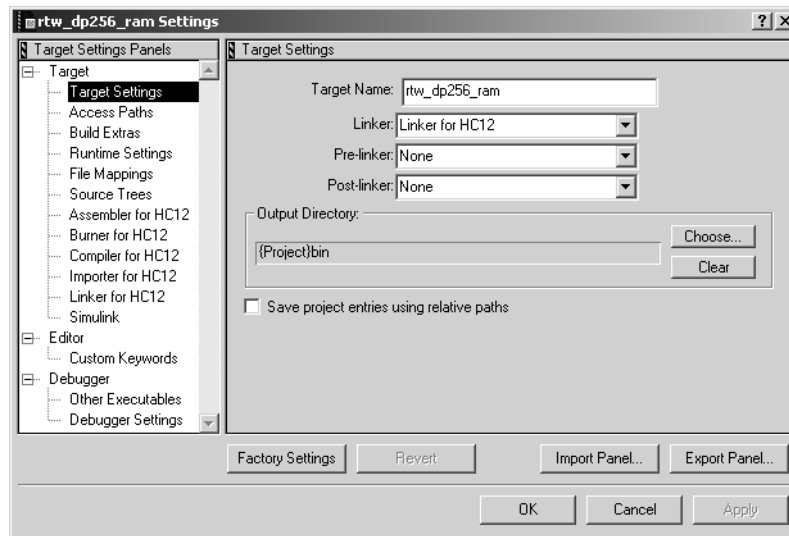 rtw_dp256_ram Settings
Target Settings Panels
Target
Target Settings
Access Paths
Build Extras
Runtime Settings
File Mappings
Source Trees
Assembler for HC12
Burner for HC12
Compiler for HC12
Importer for HC12
Linker for HC12
Simulink
Editor
Custom Keywords
Debugger
Other Executables
Debugger Settings
Target Settings
Target Name: rtw_dp256_ram
Linker: Linker for HC12
Pre-linker: None
Post-linker: None
Output Directory:
{Project}bin
Choose...
Clear
Save project entries using relative paths
Factory Settings Revert Import Panel... Export Panel...
OK Cancel Apply